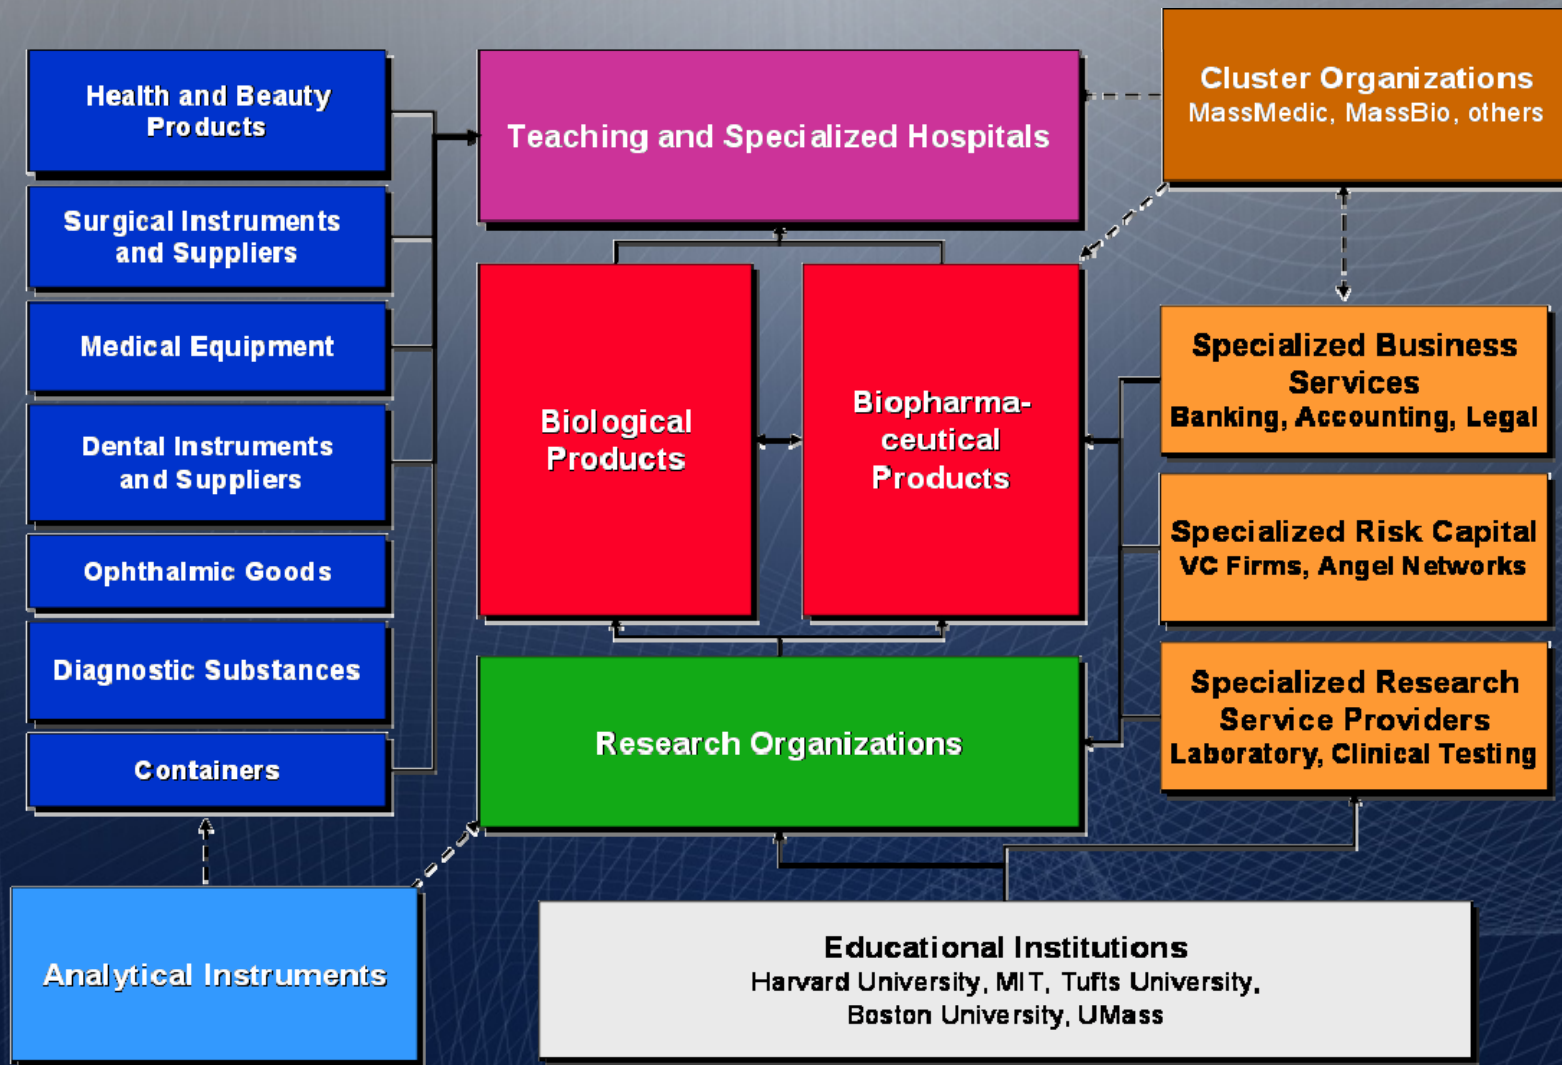 Health and Beauty
Products
Surgical Instruments
and Suppliers
Medical Equipment
Dental Instruments
and Suppliers
Ophthalmic Goods
Diagnostic Substances
Containers
Analytical Instruments
Teaching and Specialized Hospitals
Biological
Products
Biopharma-
ceutical
Products
Research Organizations
Cluster Organizations
MassMedic, MassBio, others
Specialized Business
Services
Banking, Accounting, Legal
Specialized Risk Capital
VC Firms, Angel Networks
Specialized Research
Service Providers
Laboratory, Clinical Testing
Educational Institutions
Harvard University, MIT, Tufts University,
Boston University, UMass